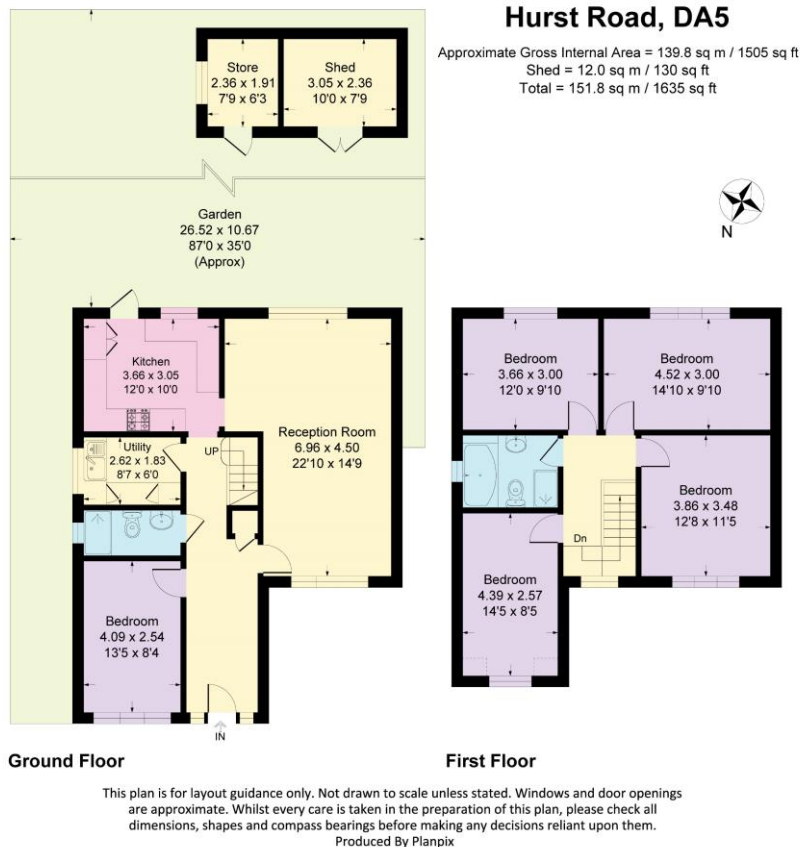 Hurst Road, DA5
Approximate Gross Internal Area = 139.8 sq m / 1505 sq ft
Shed = 12.0 sq m / 130 sq ft
Total = 151.8 sq m / 1635 sq ft
Store
2.36 x 1.91
7'9 x 6'3
Shed
3.05 x 2.36
10'0 x 7'9
N
Garden
26.52 x 10.67
87'0 x 35'0
(Approx)
Kitchen
3.66 x 3.05
12'0 x 10'0
Reception Room
6.96 x 4.50
22'10 x 14'9
UP
Utility
2.62 x 1.83
8'7 x 6'0
Bedroom
4.09 x 2.54
13'5 x 8'4
IN
Bedroom
3.66 x 3.00
12'0 x 9'10
Bedroom
4.52 x 3.00
14'10 x 9'10
Bedroom
3.86 x 3.48
12'8 x 11'5
Dn
Bedroom
4.39 x 2.57
14'5 x 8'5
Ground Floor
First Floor
This plan is for layout guidance only. Not drawn to scale unless stated. Windows and door openings
are approximate. Whilst every care is taken in the preparation of this plan, please check all
dimensions, shapes and compass bearings before making any decisions reliant upon them.
Produced By Planpix